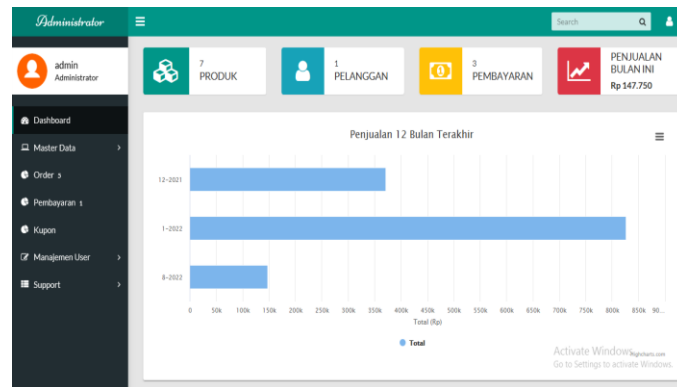 Administrator
Search
admin
Administrator
7
PRODUK
1
PELANGGAN
3
PEMBAYARAN
PENJUALAN
BULAN INI
Rp 147.750
Dashboard
Master Data
Order 3
Pembayaran 1
Kupon
Manajemen User
Support
Penjualan 12 Bulan Terakhir
12-2021
1-2022
8-2022
0 50k 100k 150k 200k 250k 300k 350k 400k 450k 500k 550k 600k 650k 700k 750k 800k 850k 90...
Total (Rp)
Total
Activate Windows
Highcharts.com
Go to Settings to activate Windows.